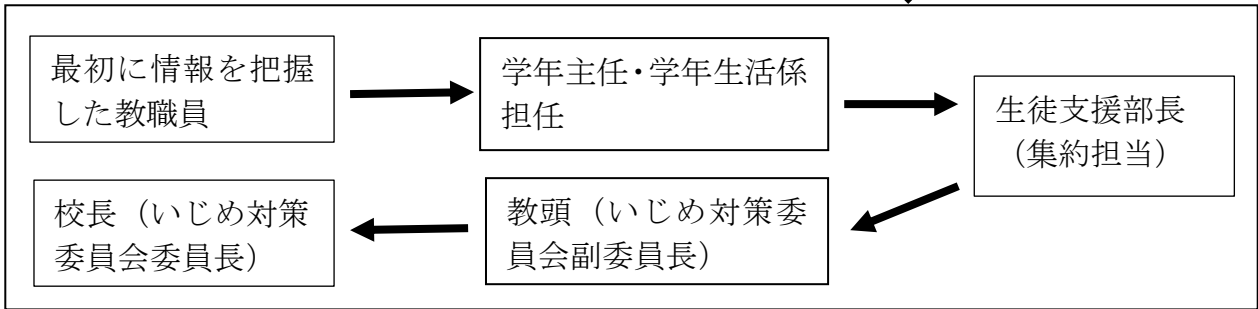 最初に情報を把握
した教職員
学年主任・学年生活係
担任
生徒支援部長
（集約担当）
教頭（いじめ対策委
員会副委員長）
校長（いじめ対策
委員会委員長）